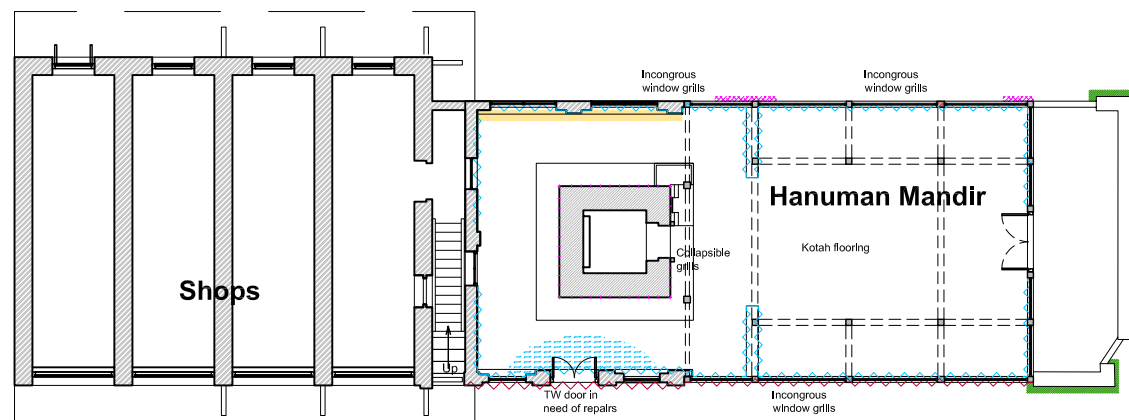 Incongrous
window grills
Incongrous
window grills
Hanuman Mandir
Kotah floorIng
Collapsible
grills
Shops
Up
TW door in
need of repairs
Incongrous
wIndow grills